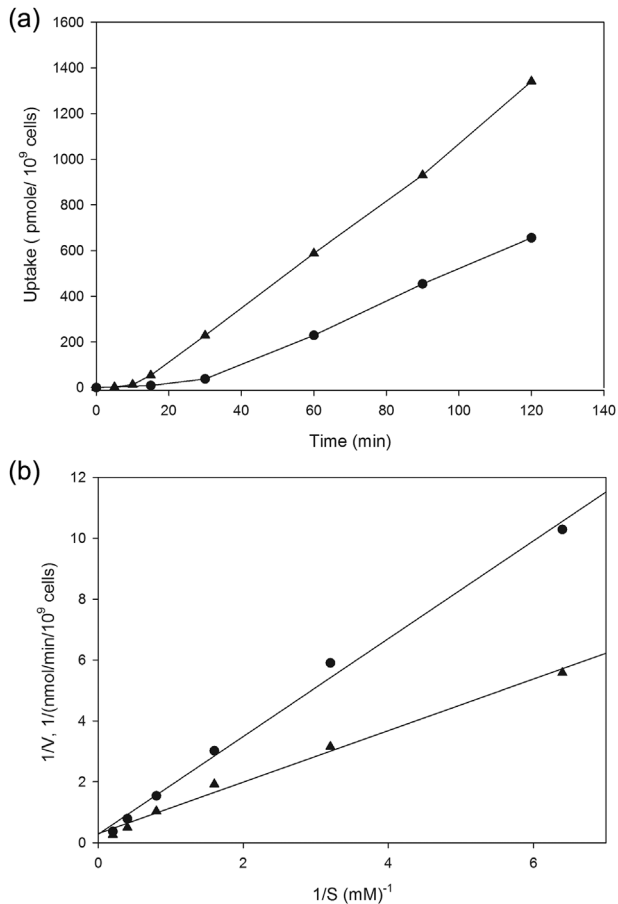 (a)
1600
1400
1200
1000
800
600
400
200
0
Uptake ( pmole/ 10⁹ cells)
0 20 40 60 80 100 120 140
Time (min)
(b)
12
10
8
6
4
2
0
1/V, 1/(nmol/min/10⁹ cells)
0 2 4 6
1/S (mM)⁻¹